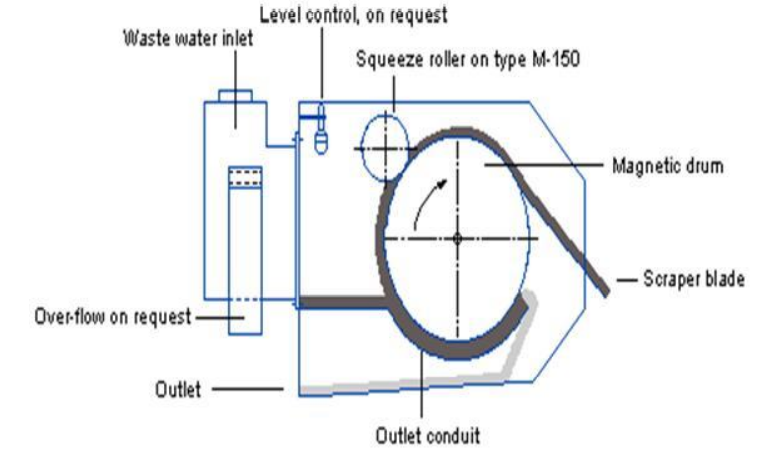 Level control, on request
Waste water inlet
Squeeze roller on type M-150
Magnetic drum
Scraper blade
Over-flow on request
Outlet
Outlet conduit